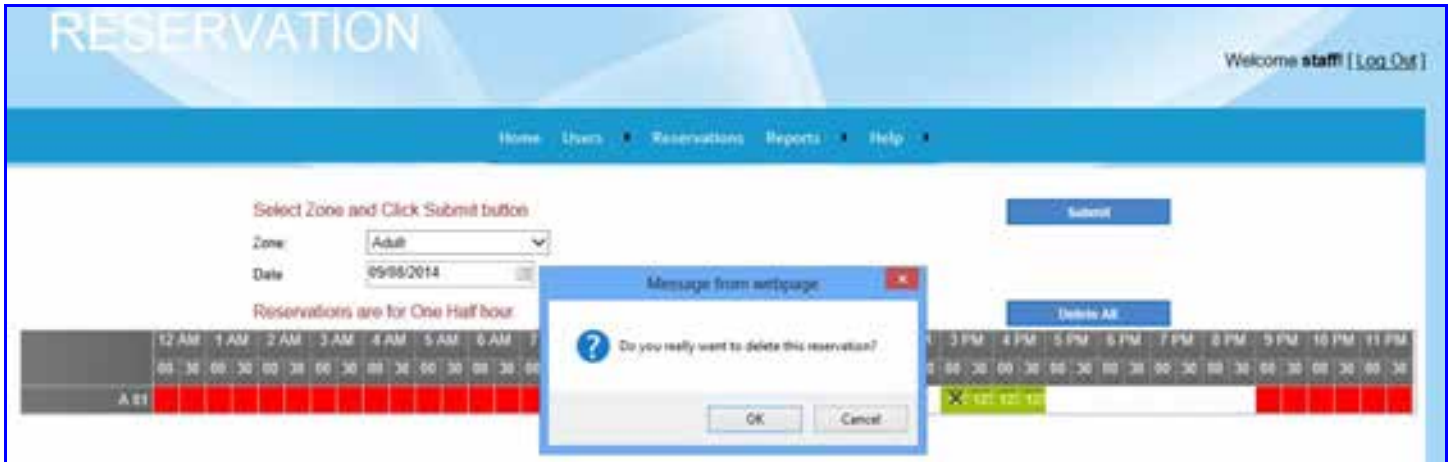 RESERVATION
Welcome staff! [ Log Out ]
Home Users Reservations Reports Help
Select Zone and Click Submit button
Submit
Zone: Adult
Date 09/08/2014
Message from webpage
Reservations are for One Half hour.
Delete All
Do you really want to delete this reservation?
12 AM 1 AM 2 AM 3 AM 4 AM 5 AM 6 AM 3 PM 4 PM 5 PM 6 PM 7 PM 8 PM 9 PM 10 PM 11 PM
00 30 00 30 00 30 00 30 00 30 00 30 00 30 00 00 30 00 30 00 30 00 30 00 30 00 30 00 30 00 30 00 30
A 01
OK Cancel